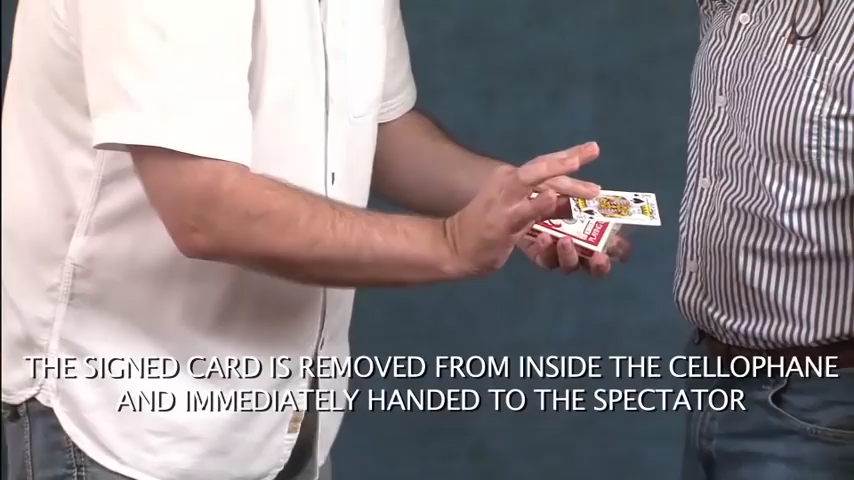 THE SIGNED CARD IS REMOVED FROM INSIDE THE CELLOPHANE
AND IMMEDIATELY HANDED TO THE SPECTATOR